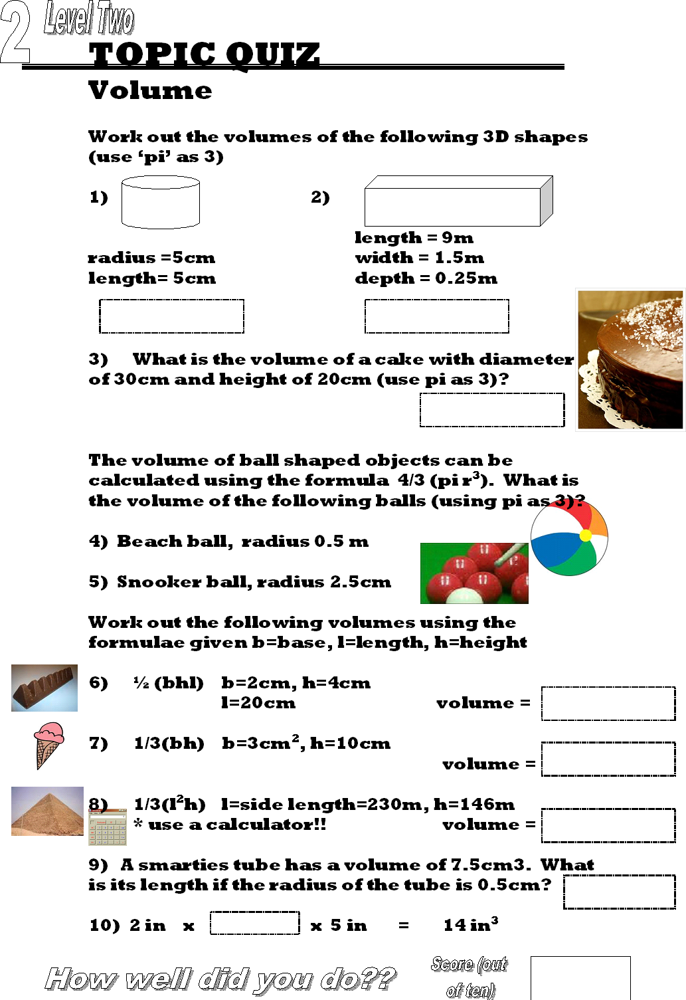 2 Level Two
TOPIC QUIZ
Volume
Work out the volumes of the following 3D shapes
(use ‘pi’ as 3)
1) 2)
length = 9m
radius =5cm width = 1.5m
length= 5cm depth = 0.25m
3) What is the volume of a cake with diameter
of 30cm and height of 20cm (use pi as 3)?
The volume of ball shaped objects can be
calculated using the formula 4/3 (pi r³). What is
the volume of the following balls (using pi as 3)?
4) Beach ball, radius 0.5 m
5) Snooker ball, radius 2.5cm
Work out the following volumes using the
formulae given b=base, l=length, h=height
6) ½ (bhl) b=2cm, h=4cm
l=20cm volume =
7) 1/3(bh) b=3cm², h=10cm
volume =
8) 1/3(l²h) l=side length=230m, h=146m
* use a calculator!! volume =
9) A smarties tube has a volume of 7.5cm3. What
is its length if the radius of the tube is 0.5cm?
10) 2 in x x 5 in = 14 in³
How well did you do??
Score (out
of ten)